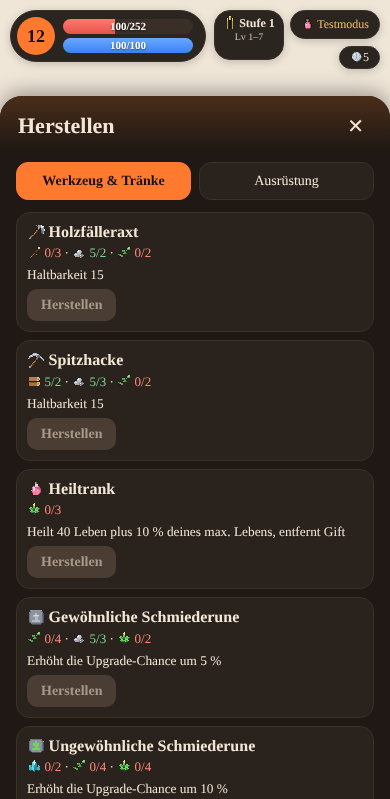 12
100/252
100/100
Stufe 1
Lv 1–7
Testmodus
5
Herstellen
✕
Werkzeug & Tränke
Ausrüstung
Holzfälleraxt
0/3 · 5/2 · 0/2
Haltbarkeit 15
Herstellen
Spitzhacke
5/2 · 5/3 · 0/2
Haltbarkeit 15
Herstellen
Heiltrank
0/3
Heilt 40 Leben plus 10 % deines max. Lebens, entfernt Gift
Herstellen
Gewöhnliche Schmiederune
0/4 · 5/3 · 0/2
Erhöht die Upgrade-Chance um 5 %
Herstellen
Ungewöhnliche Schmiederune
0/2 · 0/4 · 0/4
Erhöht die Upgrade-Chance um 10 %